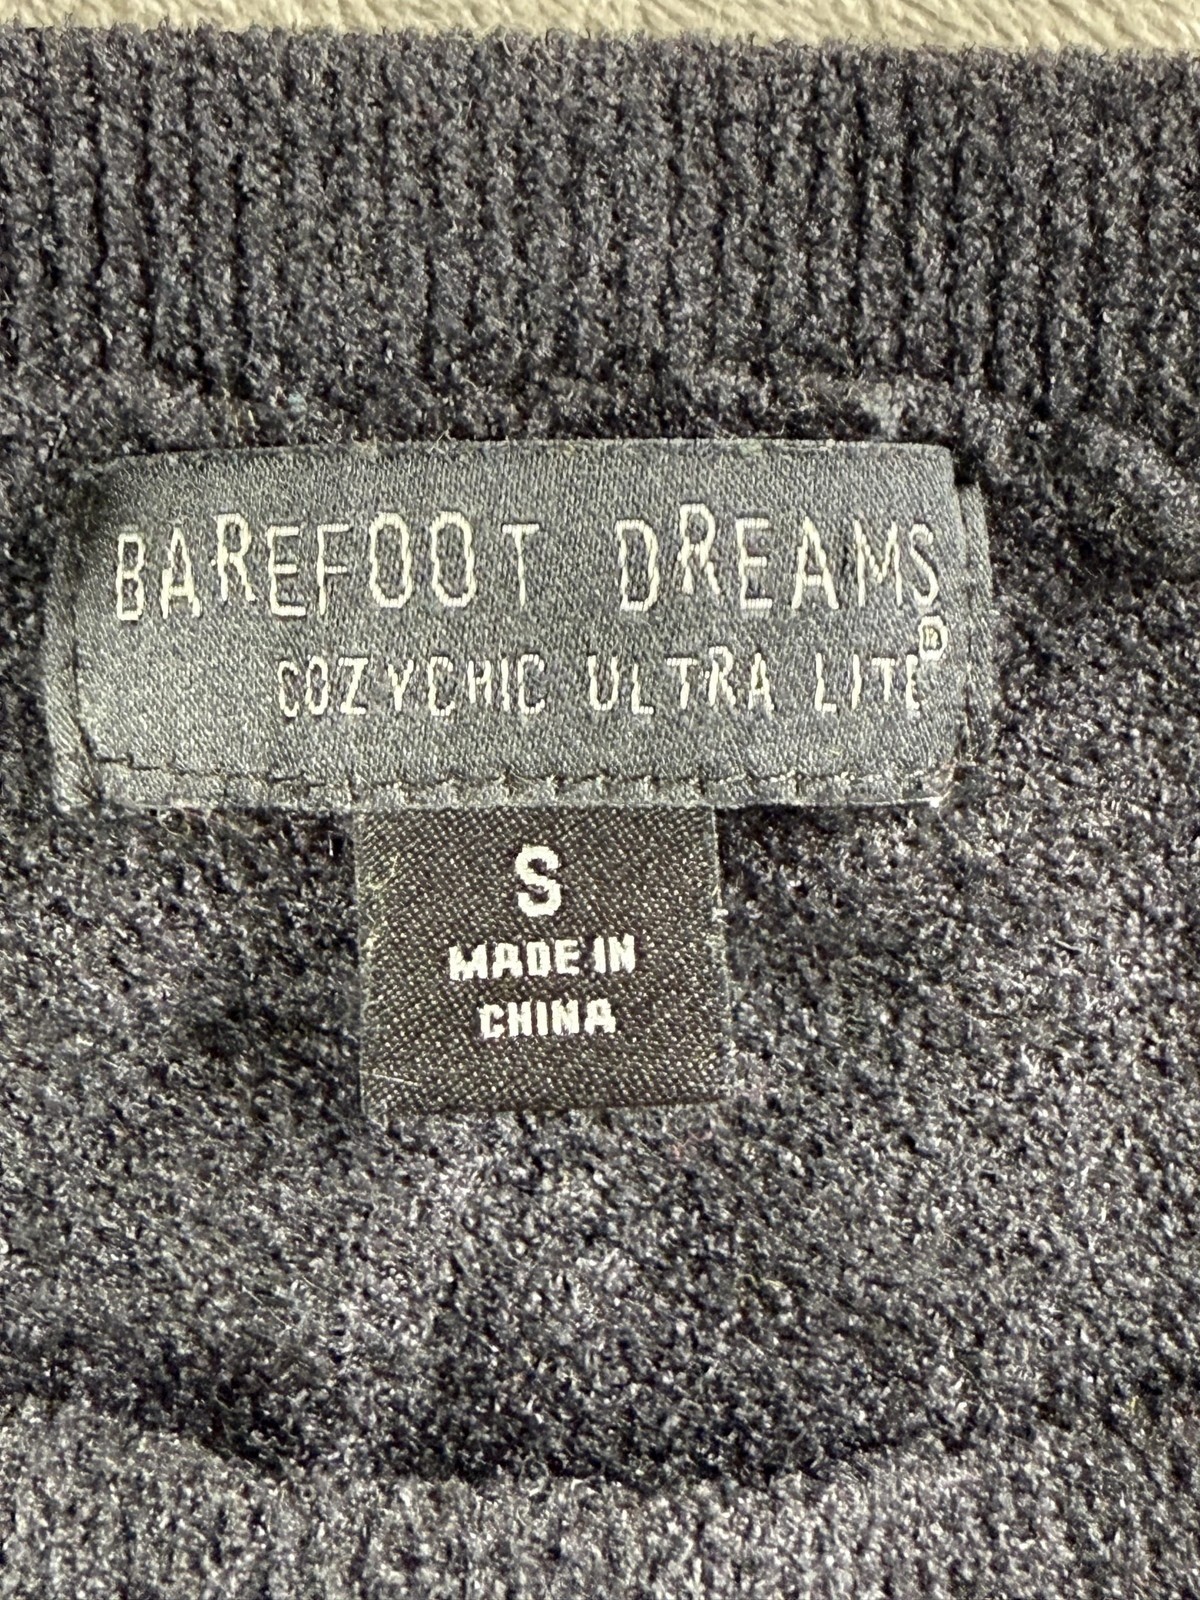 BAREFOOT DREAMS
®
COZYCHIC ULTRA LITE
S
MADE IN
CHINA